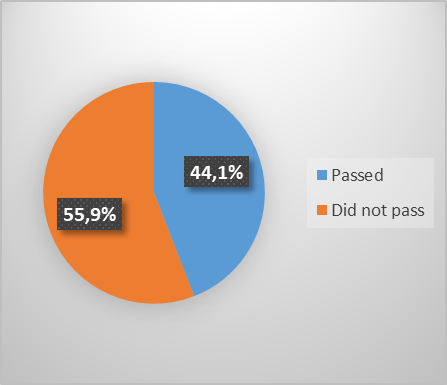 44,1%
55,9%
Passed
Did not pass